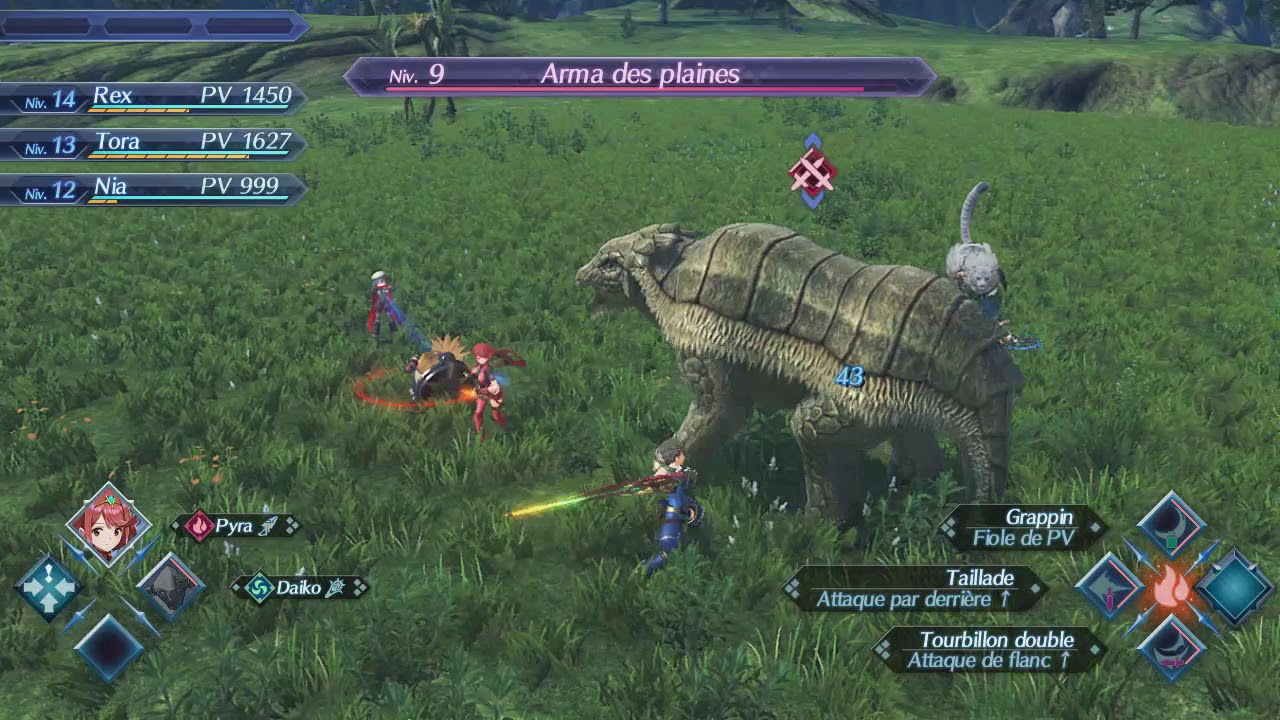 Niv. 9 Arma des plaines
Niv. 14 Rex PV 1450
Niv. 13 Tora PV 1627
Niv. 12 Nia PV 999
43
Pyra
Daiko
Grappin
Fiole de PV
Taillade
Attaque par derrière ↑
Tourbillon double
Attaque de flanc ↑